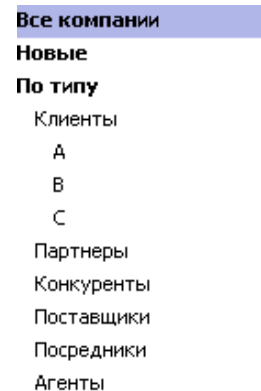 Все компании
Новые
По типу
Клиенты
A
B
C
Партнеры
Конкуренты
Поставщики
Посредники
Агенты